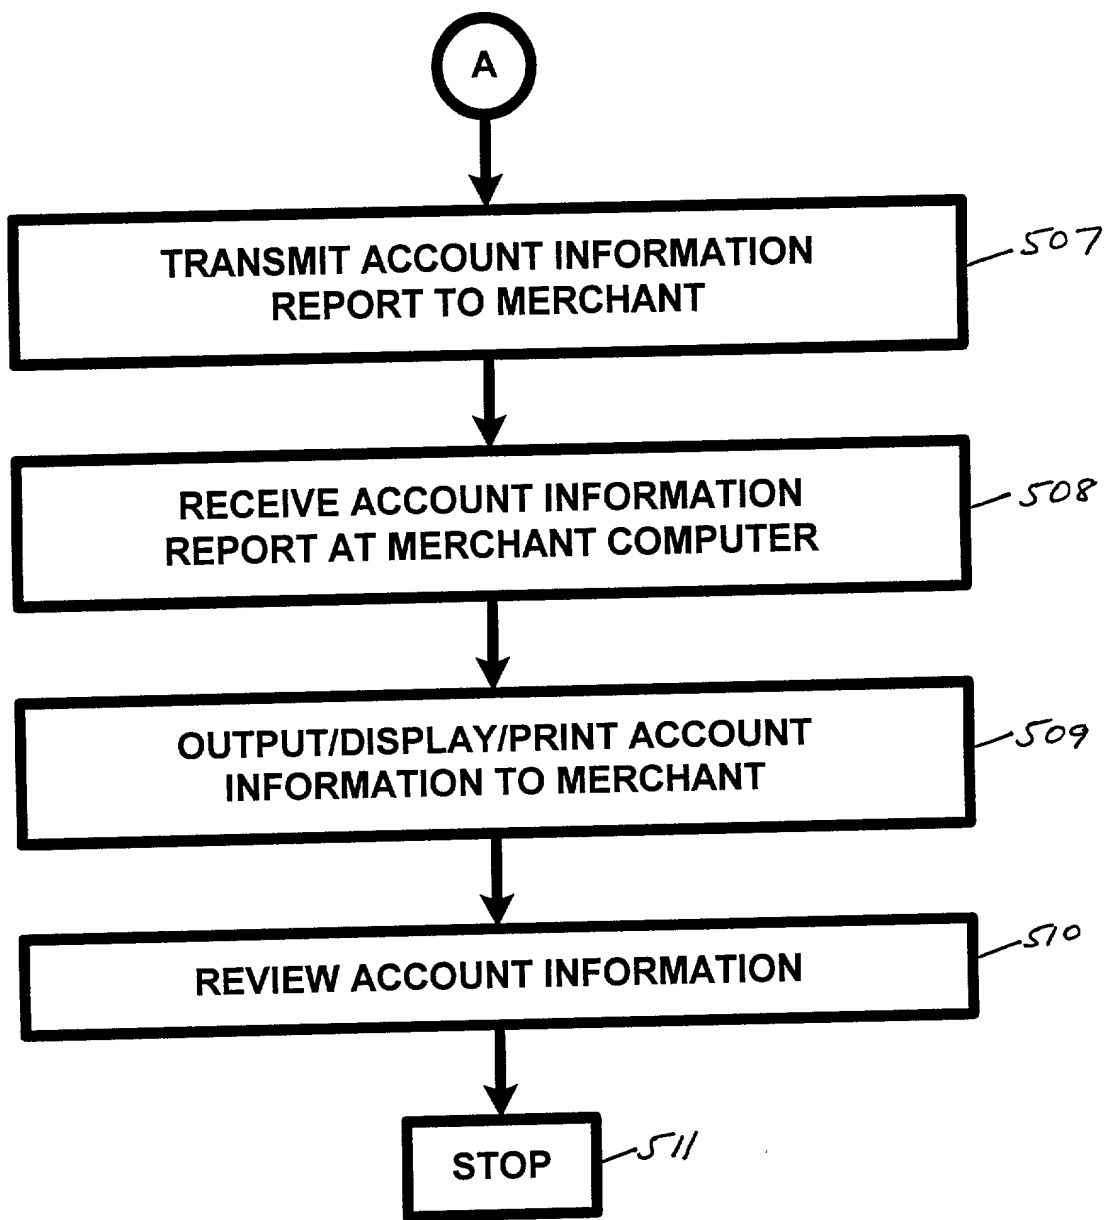 A
TRANSMIT ACCOUNT INFORMATION
REPORT TO MERCHANT
507
RECEIVE ACCOUNT INFORMATION
REPORT AT MERCHANT COMPUTER
508
OUTPUT/DISPLAY/PRINT ACCOUNT
INFORMATION TO MERCHANT
509
REVIEW ACCOUNT INFORMATION
510
STOP
511